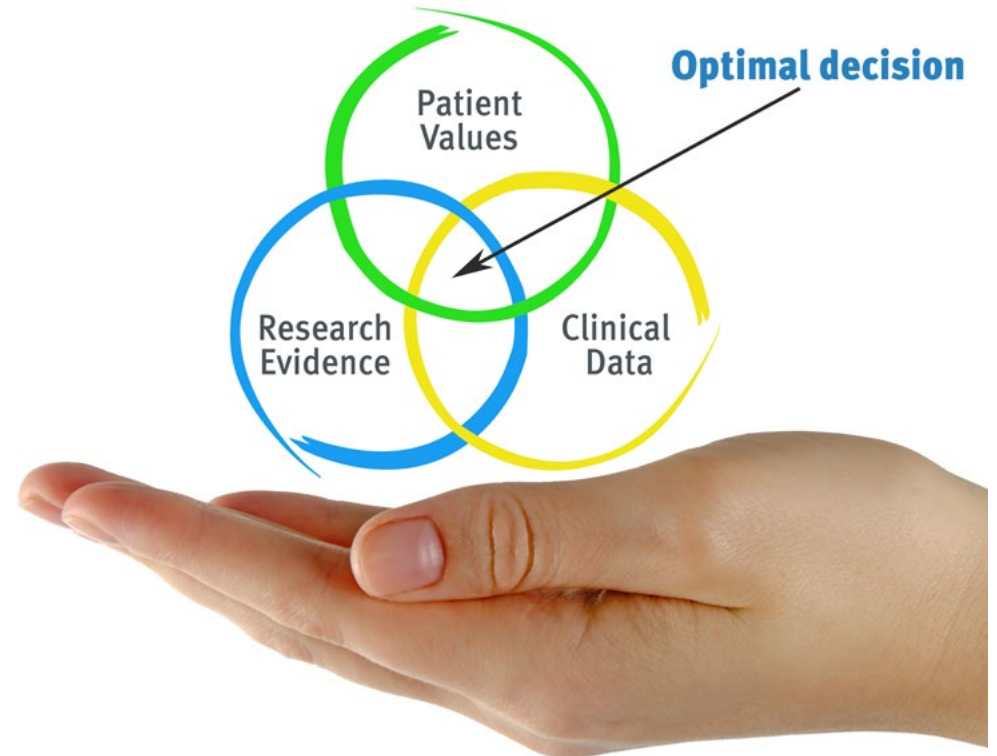 Optimal decision
Patient
Values
Research
Evidence
Clinical
Data